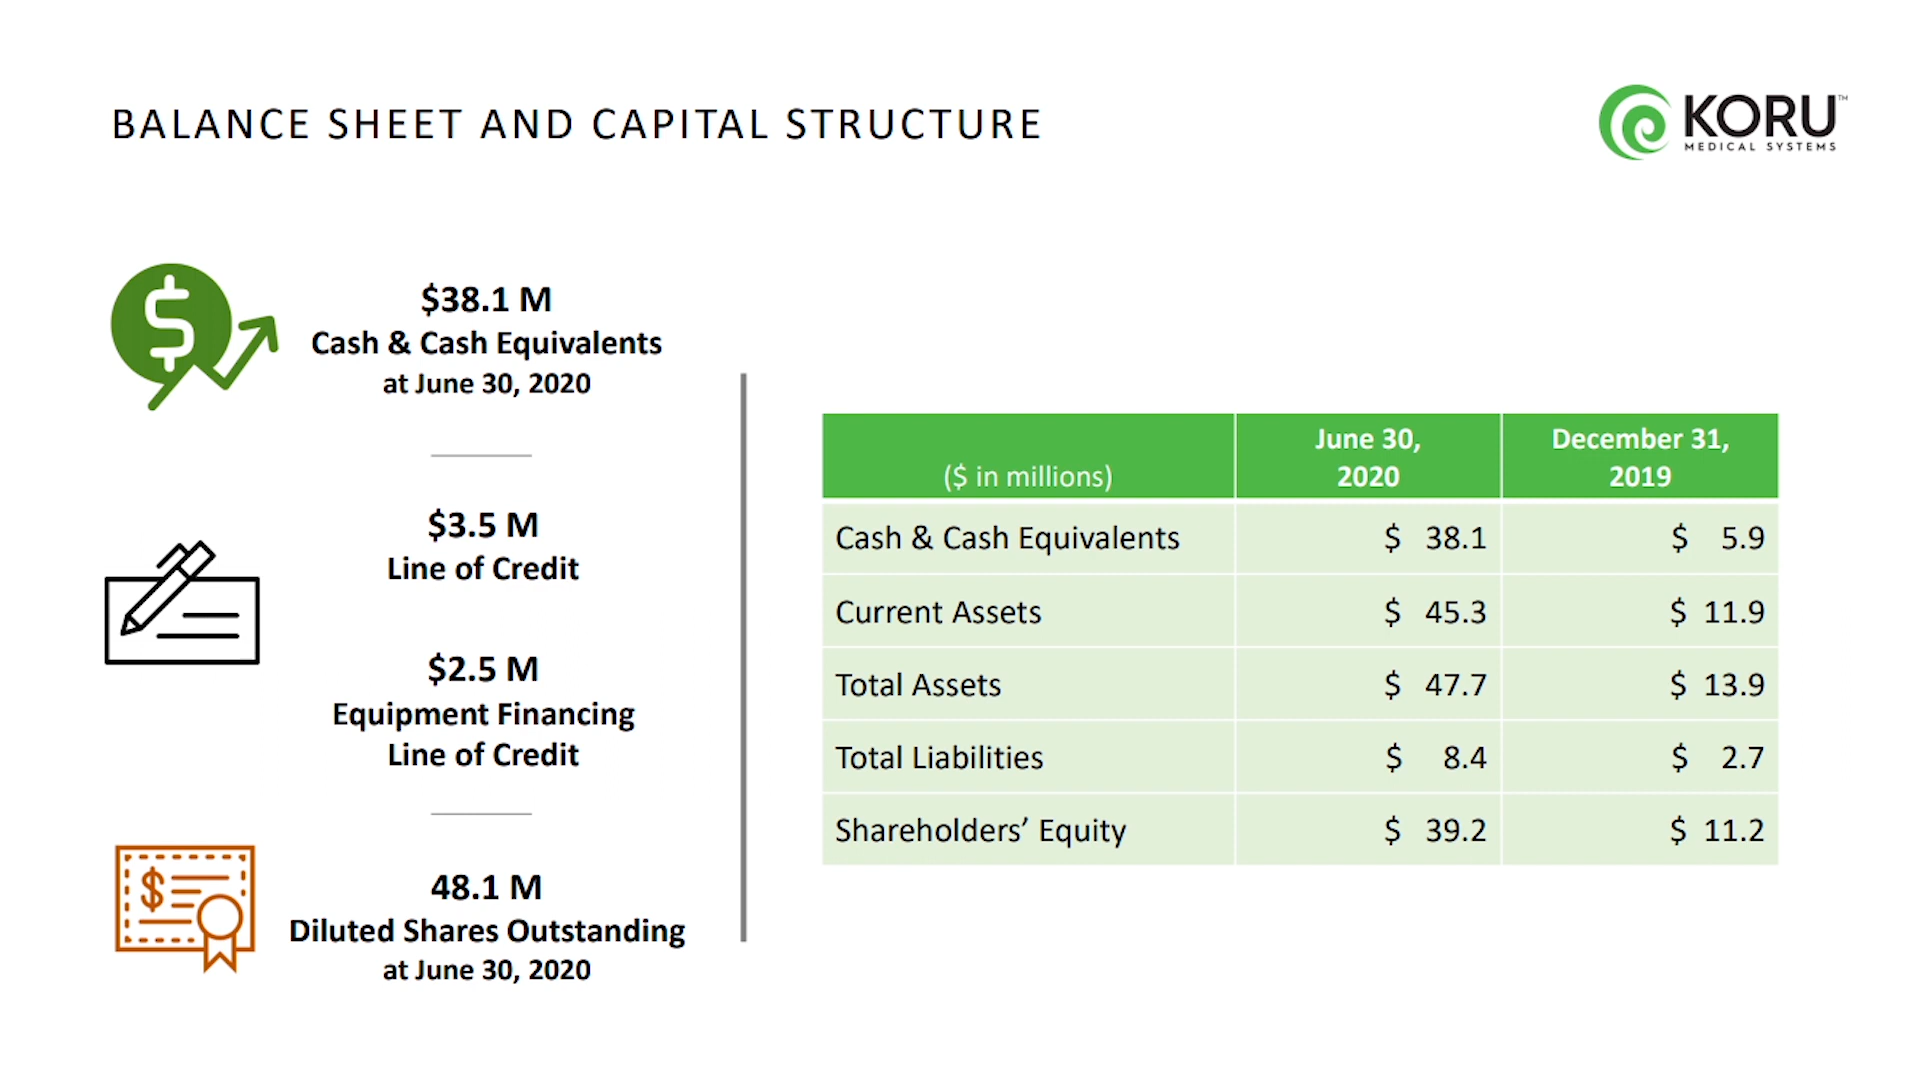 BALANCE SHEET AND CAPITAL STRUCTURE
KORU™
MEDICAL SYSTEMS
$
$38.1 M
Cash & Cash Equivalents
at June 30, 2020
$3.5 M
Line of Credit
$2.5 M
Equipment Financing
Line of Credit
$
48.1 M
Diluted Shares Outstanding
at June 30, 2020
($ in millions) June 30, 2020 December 31, 2019
Cash & Cash Equivalents $ 38.1 $ 5.9
Current Assets $ 45.3 $ 11.9
Total Assets $ 47.7 $ 13.9
Total Liabilities $ 8.4 $ 2.7
Shareholders’ Equity $ 39.2 $ 11.2